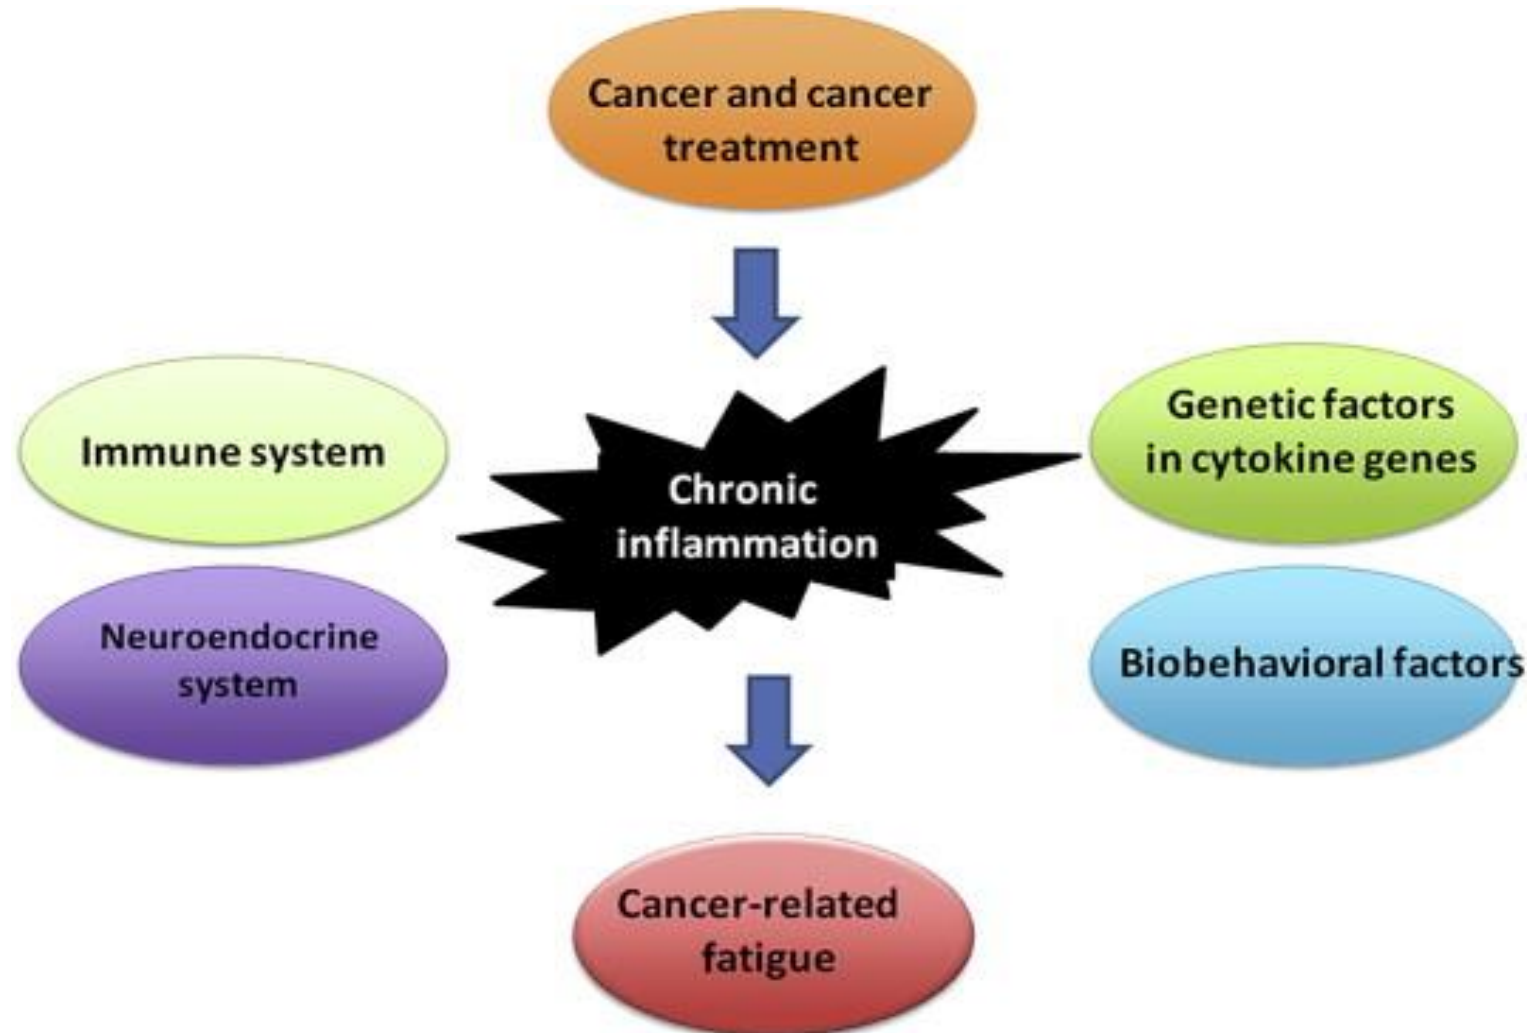 Cancer and cancer
treatment
Immune system
Genetic factors
in cytokine genes
Chronic
inflammation
Neuroendocrine
system
Biobehavioral factors
Cancer-related
fatigue